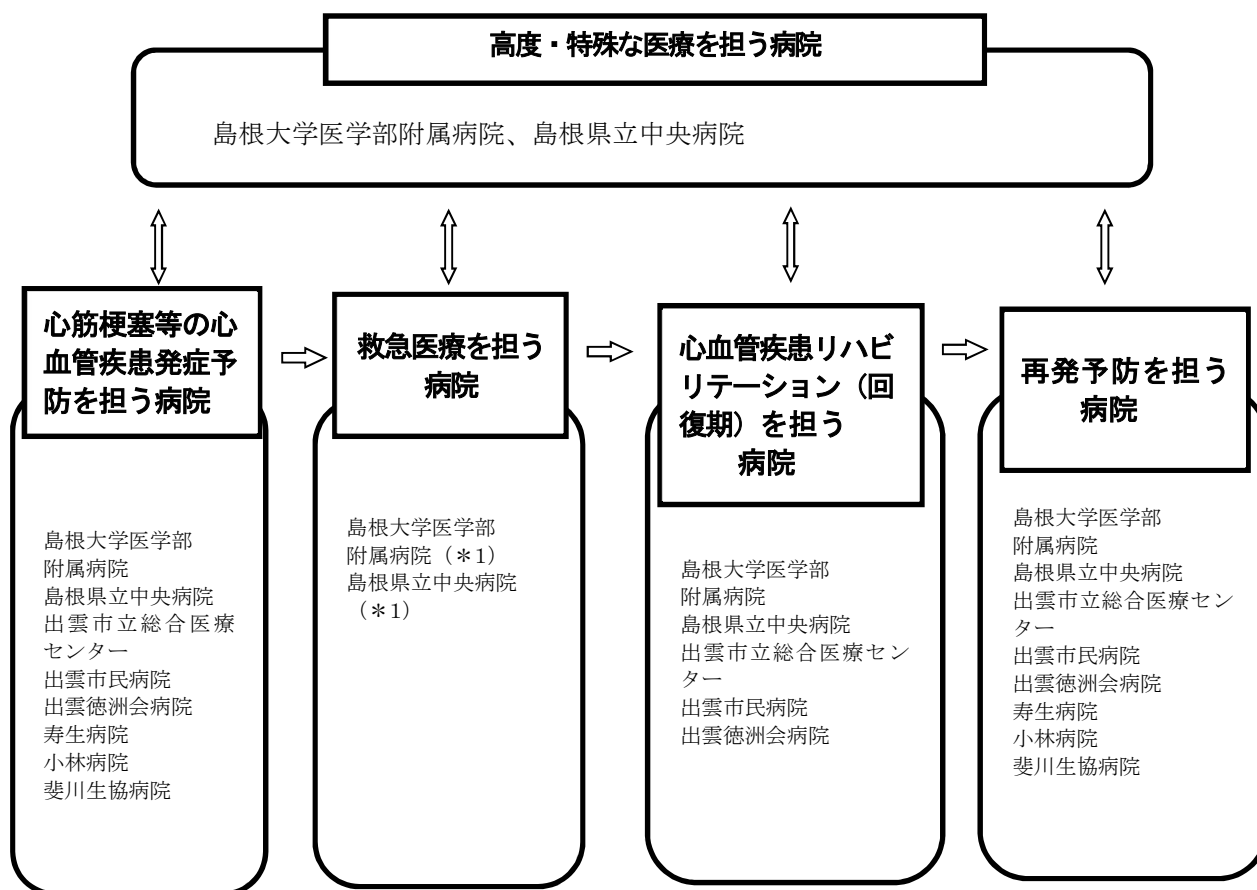 高度・特殊な医療を担う病院
島根大学医学部附属病院、島根県立中央病院
心筋梗塞等の心
血管疾患発症予
防を担う病院
島根大学医学部
附属病院
島根県立中央病院
出雲市立総合医療
センター
出雲市民病院
出雲徳洲会病院
寿生病院
小林病院
斐川生協病院
救急医療を担う
病院
島根大学医学部
附属病院（＊1）
島根県立中央病院
（＊1）
心血管疾患リハビ
リテーション（回
復期）を担う
病院
島根大学医学部
附属病院
島根県立中央病院
出雲市立総合医療セン
ター
出雲市民病院
出雲徳洲会病院
再発予防を担う
病院
島根大学医学部
附属病院
島根県立中央病院
出雲市立総合医療セン
ター
出雲市民病院
出雲徳洲会病院
寿生病院
小林病院
斐川生協病院